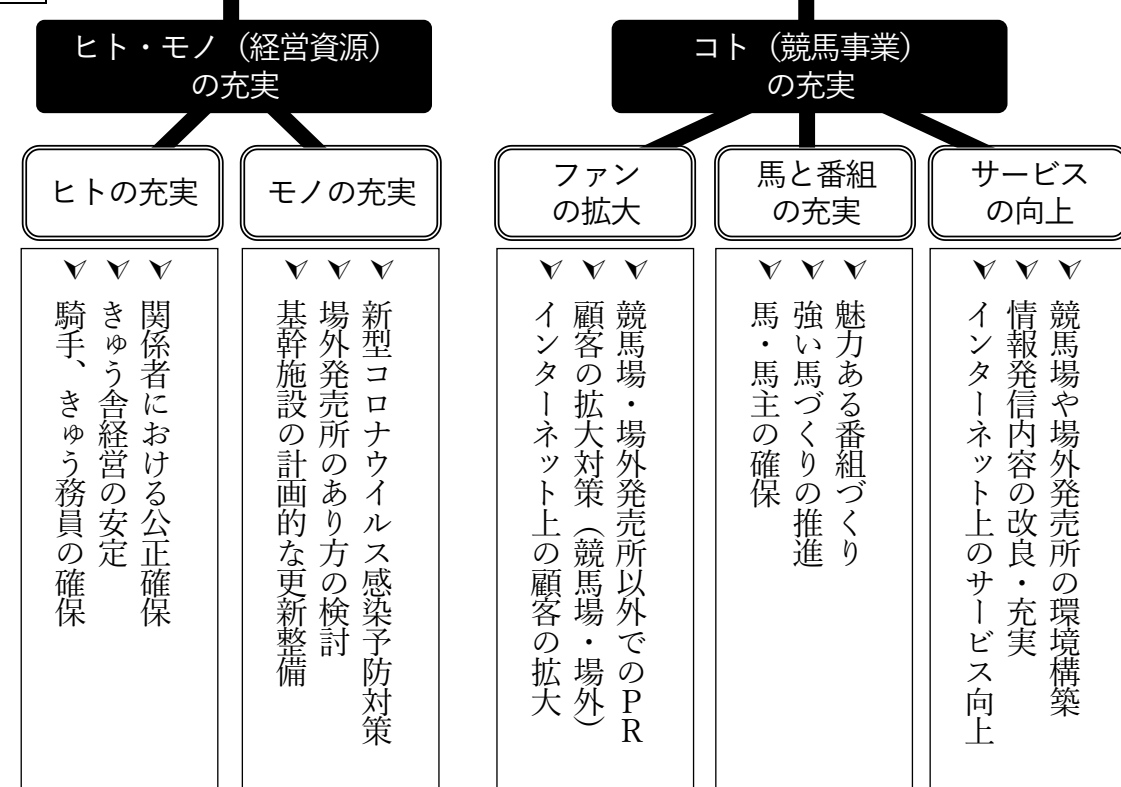 ヒト・モノ（経営資源）
の充実
コト（競馬事業）
の充実
ヒトの充実
モノの充実
ファン
の拡大
馬と番組
の充実
サービス
の向上
関係者における公正確保
きゅう舎経営の安定
騎手、きゅう務員の確保
新型コロナウイルス感染予防対策
場外発売所のあり方の検討
基幹施設の計画的な更新整備
競馬場・場外発売所以外でのＰＲ
顧客の拡大対策（競馬場・場外）
インターネット上の顧客の拡大
魅力ある番組づくり
強い馬づくりの推進
馬・馬主の確保
競馬場や場外発売所の環境構築
情報発信内容の改良・充実
インターネット上のサービス向上